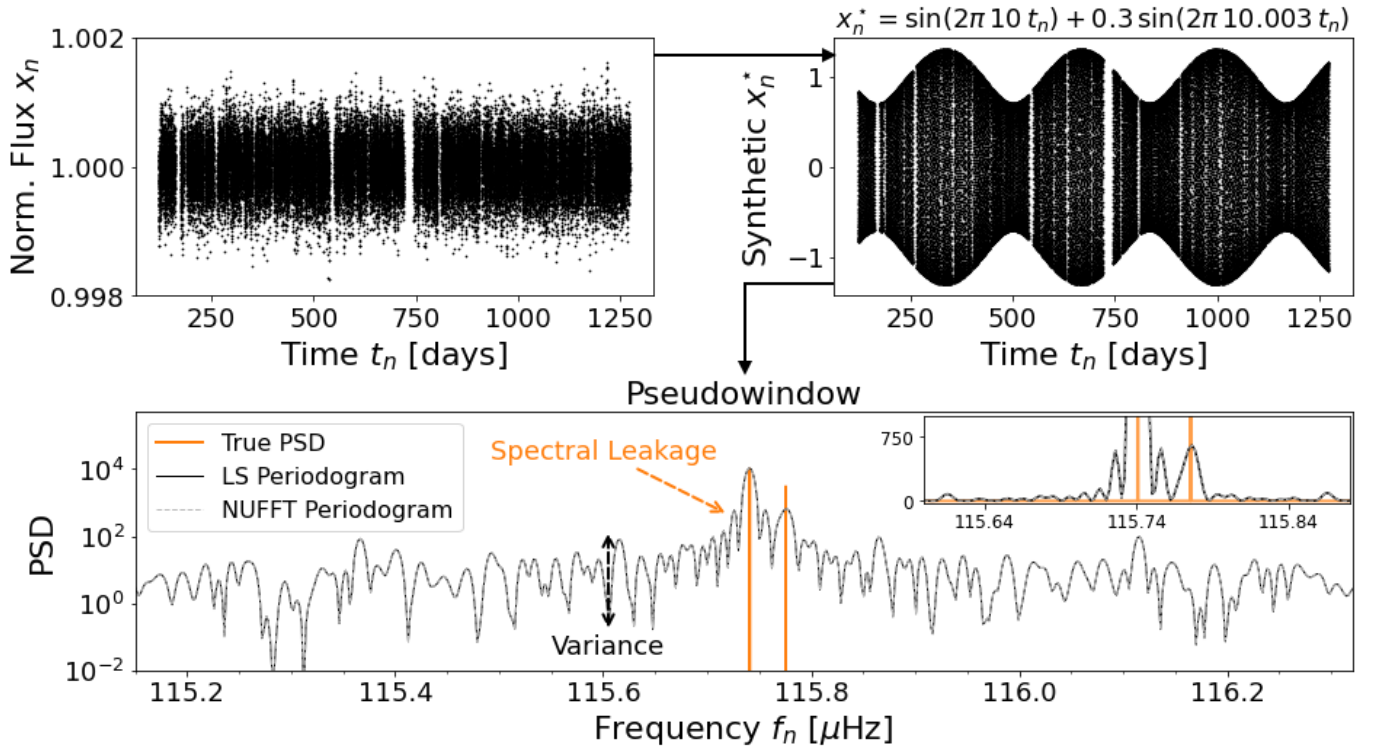 x_n^⋆ = sin(2π 10 t_n) + 0.3 sin(2π 10.003 t_n)
Norm. Flux x_n
1.002
1.000
0.998
250 500 750 1000 1250
Time t_n [days]
Synthetic x_n^⋆
1
0
−1
250 500 750 1000 1250
Time t_n [days]
Pseudowindow
PSD
10^4
10^2
10^0
10^−2
True PSD
LS Periodogram
NUFFT Periodogram
Spectral Leakage
Variance
750
0
115.64 115.74 115.84
115.2 115.4 115.6 115.8 116.0 116.2
Frequency f_n [μHz]